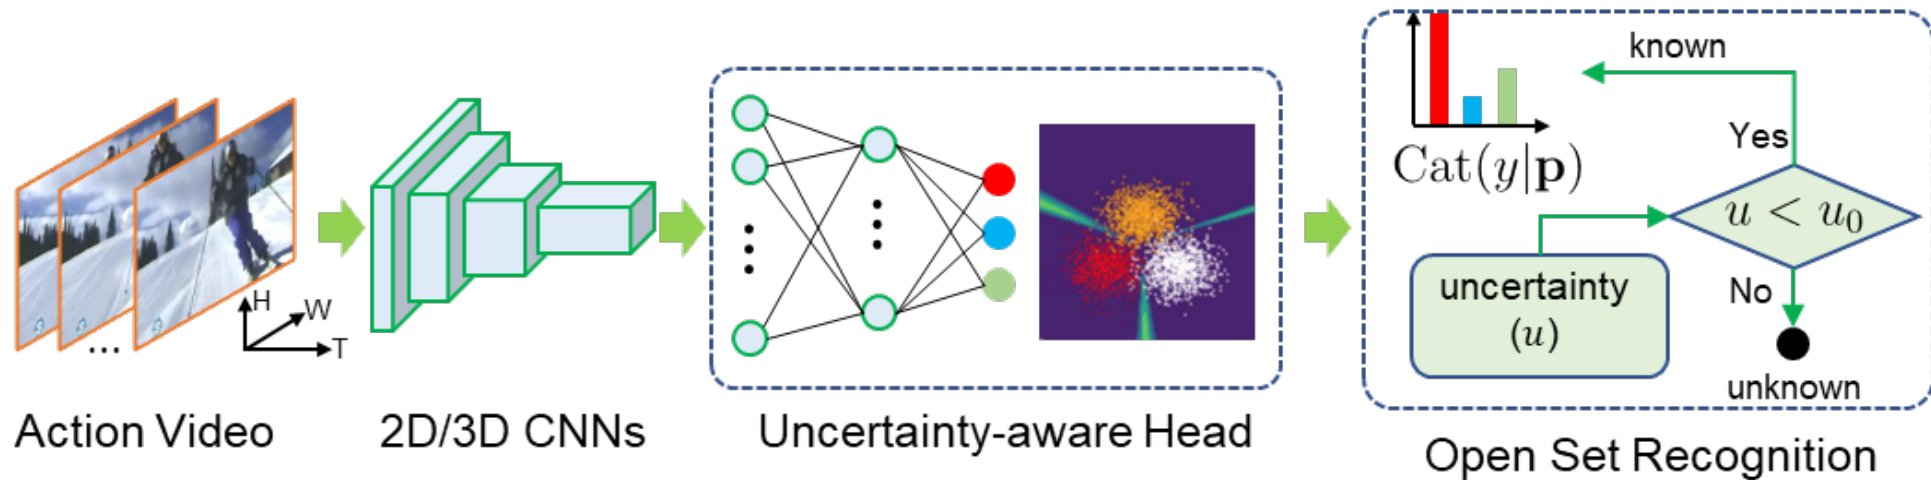 H
W
T
...
Action Video
2D/3D CNNs
Uncertainty-aware Head
Cat(y|𝐩)
known
Yes
u < u₀
uncertainty
(u)
No
unknown
Open Set Recognition